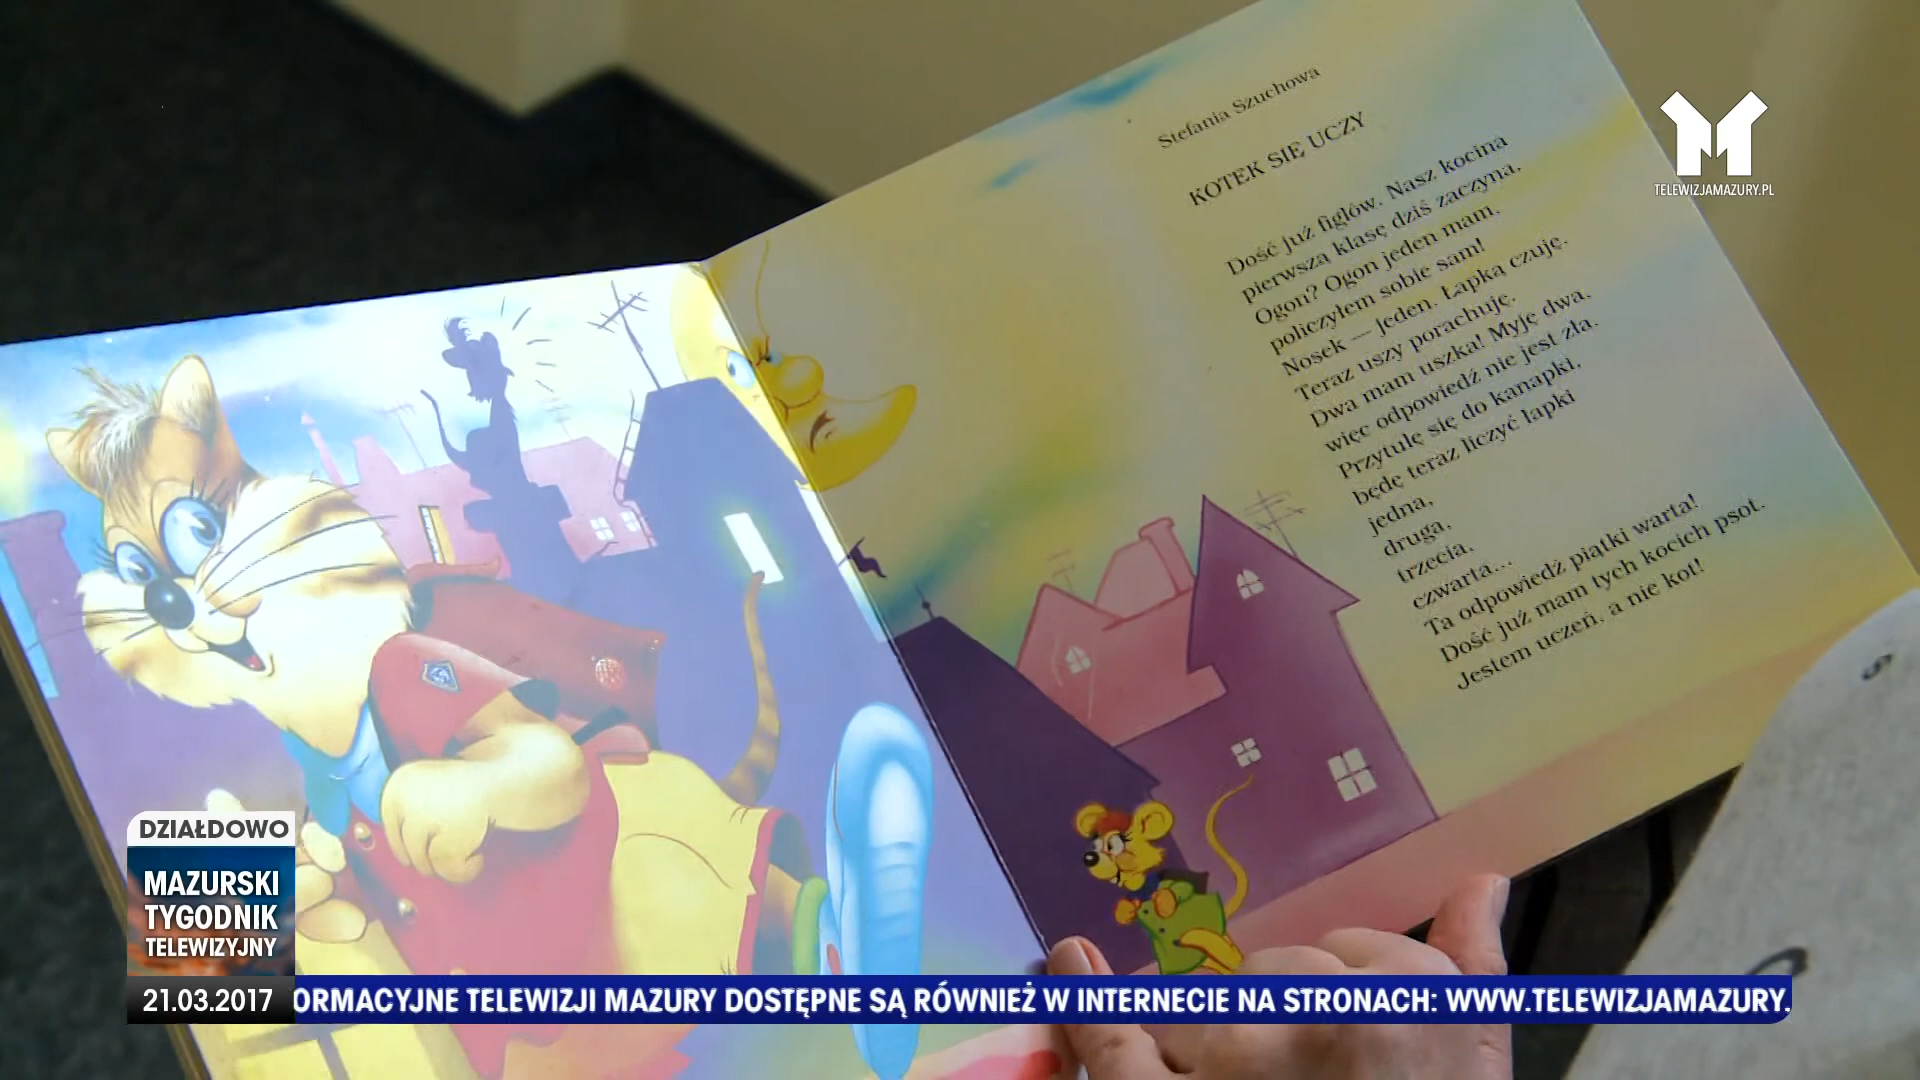 Stefania Szuchowa
KOTEK SIĘ UCZY
Dość już figlów. Nasz kocina
pierwszą klasę dziś zaczyna.
Ogon? Ogon jeden mam,
policzyłem sobie sam!
Nosek — jeden. Łapką czuję.
Teraz uszy porachuję.
Dwa mam uszka! Myję dwa,
więc odpowiedź nie jest zła.
Przytulę się do kanapki,
będę teraz liczyć łapki
jedna,
druga,
trzecia,
czwarta...
Ta odpowiedź piątki warta!
Dość już mam tych kocich psot.
Jestem uczeń, a nie kot!
TELEWIZJAMAZURY.PL
DZIAŁDOWO
MAZURSKI
TYGODNIK
TELEWIZYJNY
21.03.2017
ORMACYJNE TELEWIZJI MAZURY DOSTĘPNE SĄ RÓWNIEŻ W INTERNECIE NA STRONACH: WWW.TELEWIZJAMAZURY.